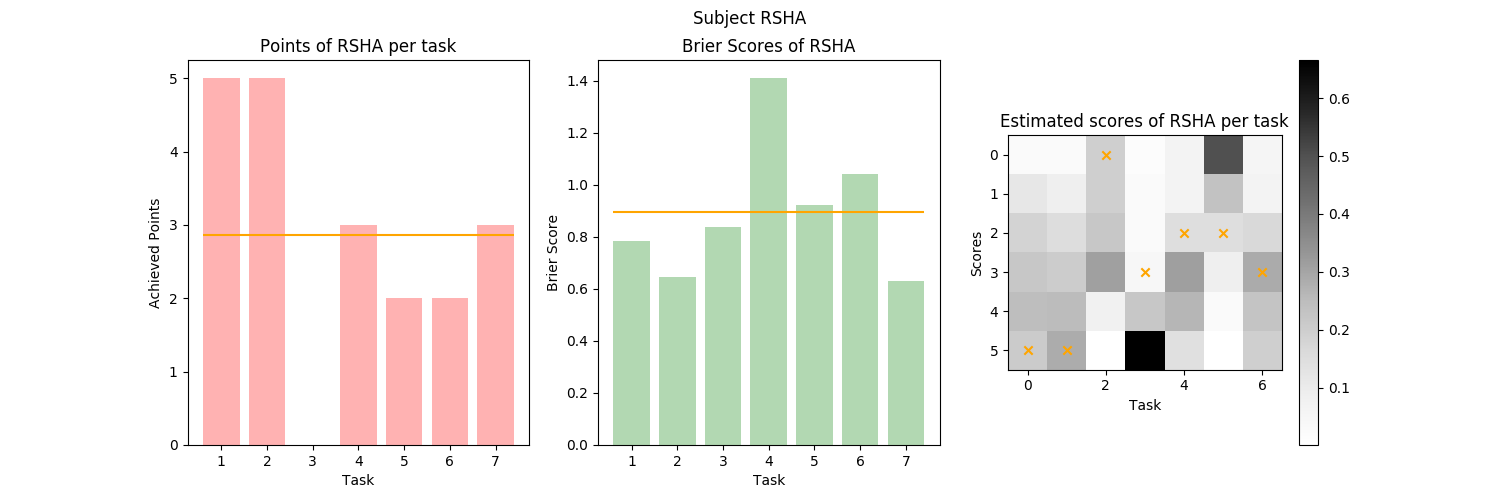 Subject RSHA
Points of RSHA per task
Achieved Points
5
4
3
2
1
0
1 2 3 4 5 6 7
Task
Brier Scores of RSHA
Brier Score
1.4
1.2
1.0
0.8
0.6
0.4
0.2
0.0
1 2 3 4 5 6 7
Task
Estimated scores of RSHA per task
Scores
0
1
2
3
4
5
0 2 4 6
Task
0.6
0.5
0.4
0.3
0.2
0.1